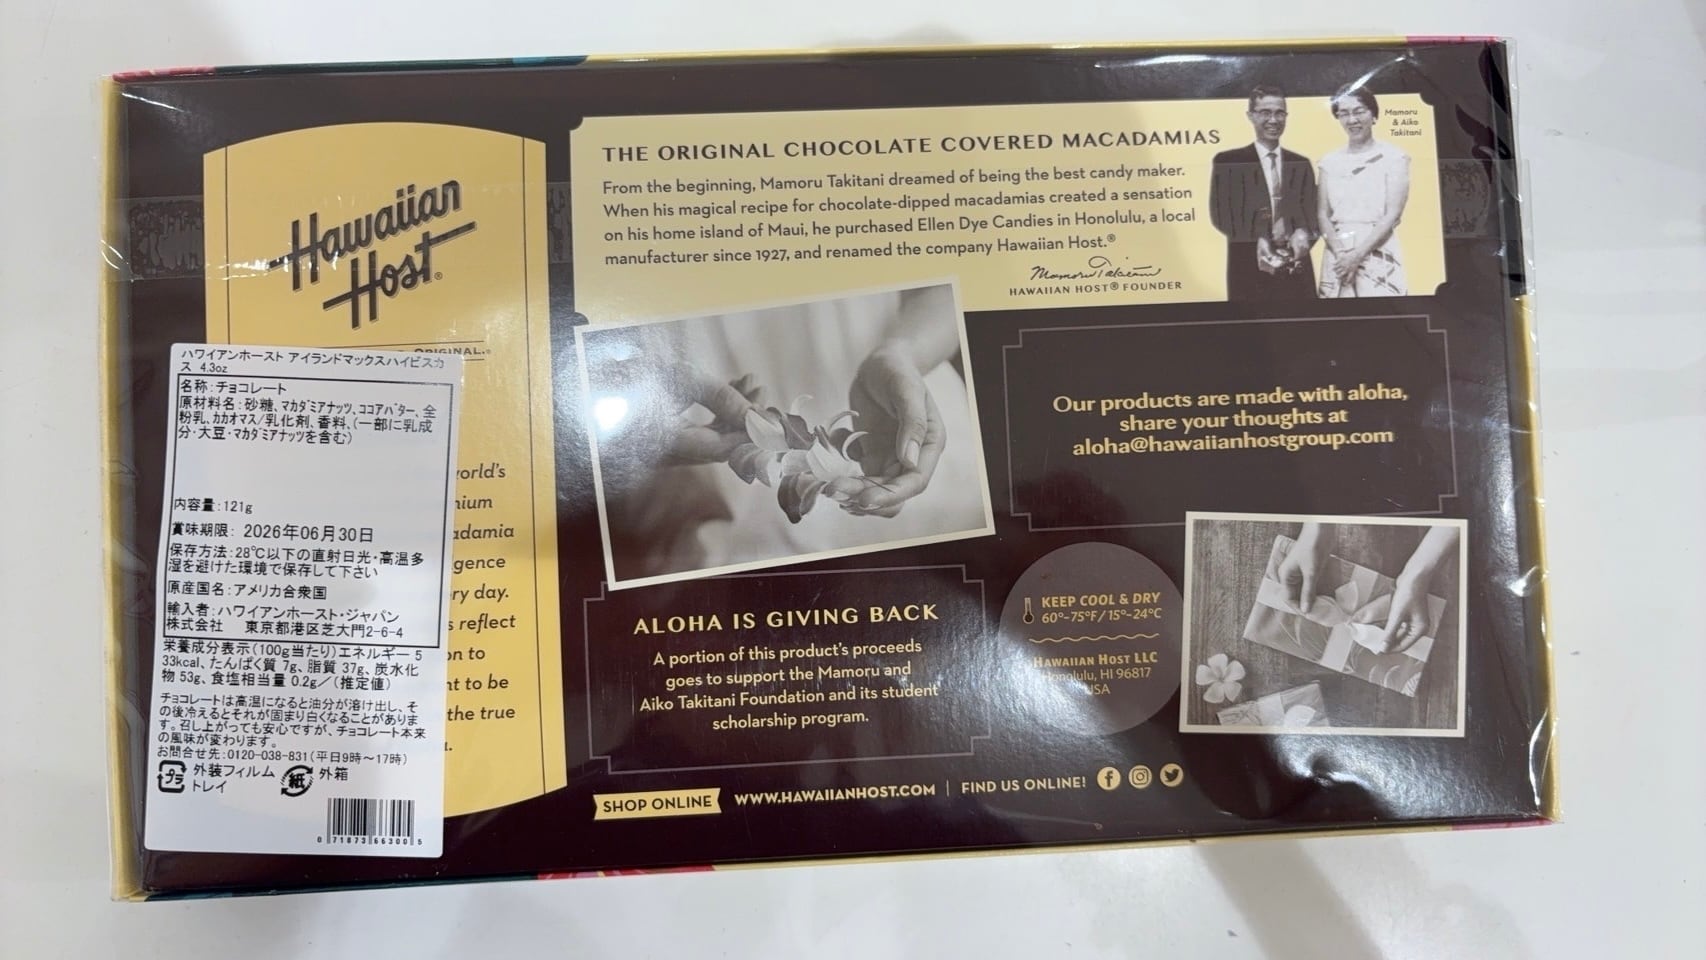 Hawaiian
Host®
ORIGINAL.®
world's
adamia
ry day.
reflect
on to
nt to be
the true
THE ORIGINAL CHOCOLATE COVERED MACADAMIAS
From the beginning, Mamoru Takitani dreamed of being the best candy maker.
When his magical recipe for chocolate-dipped macadamias created a sensation
on his home island of Maui, he purchased Ellen Dye Candies in Honolulu, a local
manufacturer since 1927, and renamed the company Hawaiian Host.®
Mamoru Takitani
HAWAIIAN HOST® FOUNDER
Mamoru
& Aiko
Takitani
Our products are made with aloha,
share your thoughts at
aloha@hawaiianhostgroup.com
ALOHA IS GIVING BACK
A portion of this product's proceeds
goes to support the Mamoru and
Aiko Takitani Foundation and its student
scholarship program.
KEEP COOL & DRY
60°-75°F/15°-24°C
HAWAIIAN HOST LLC
Honolulu, HI 96817
USA
SHOP ONLINE WWW.HAWAIIANHOST.COM | FIND US ONLINE!
ハワイアンホースト アイランドマックスハイビスカ
ス 4.3oz
名称:チョコレート
原材料名:砂糖、マカダミアナッツ、ココアバター、全
粉乳、カカオマス/乳化剤、香料、(一部に乳成
分・大豆・マカダミアナッツを含む)
内容量:121g
賞味期限: 2026年06月30日
保存方法:28℃以下の直射日光・高温多
湿を避けた環境で保存して下さい
原産国名:アメリカ合衆国
輸入者:ハワイアンホースト・ジャパン
株式会社 東京都港区芝大門2-6-4
栄養成分表示(100g当たり)エネルギー 5
33kcal、たんぱく質 7g、脂質 37g、炭水化
物 53g、食塩相当量 0.2g/(推定値)
チョコレートは高温になると油分が溶け出し、そ
の後冷えるとそれが固まり白くなることがありま
す。召し上がっても安心ですが、チョコレート本来
の風味が変わります。
お問合せ先:0120-038-831(平日9時~17時)
プラ 外装フィルム 紙 外箱
トレイ
0 71873 66300 5